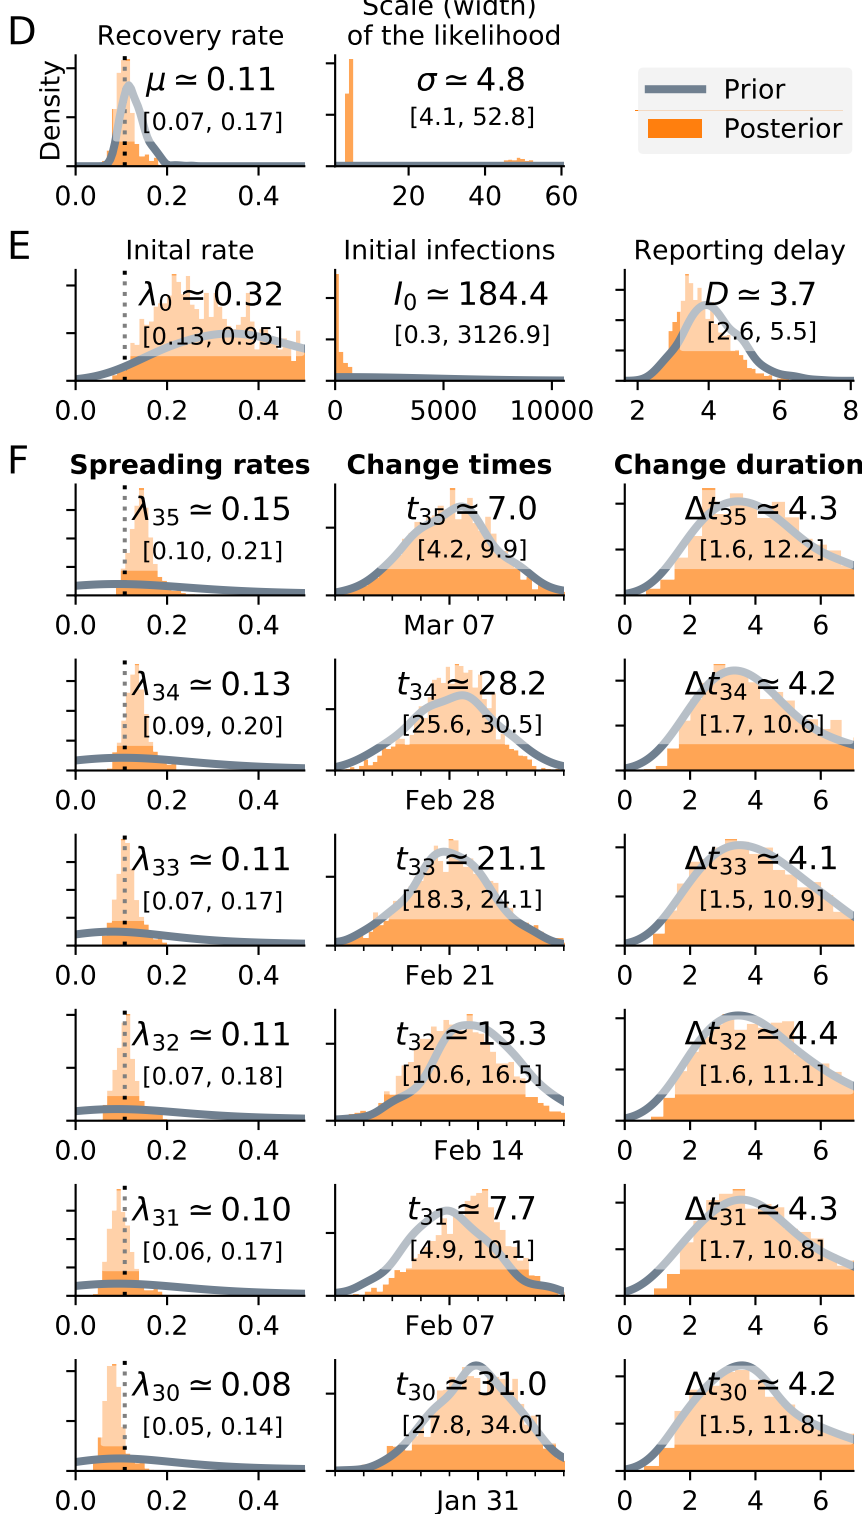 D
Recovery rate
Scale (width)
of the likelihood
Density
μ ≃ 0.11
[0.07, 0.17]
σ ≃ 4.8
[4.1, 52.8]
Prior
Posterior
0.0 0.2 0.4
20 40 60
E
Inital rate
Initial infections
Reporting delay
λ0 ≃ 0.32
[0.13, 0.95]
I0 ≃ 184.4
[0.3, 3126.9]
D ≃ 3.7
[2.6, 5.5]
0.0 0.2 0.4
0 5000 10000
2 4 6 8
F
Spreading rates
Change times
Change duration
λ35 ≃ 0.15
[0.10, 0.21]
t35 ≃ 7.0
[4.2, 9.9]
Δt35 ≃ 4.3
[1.6, 12.2]
0.0 0.2 0.4
Mar 07
0 2 4 6
λ34 ≃ 0.13
[0.09, 0.20]
t34 ≃ 28.2
[25.6, 30.5]
Δt34 ≃ 4.2
[1.7, 10.6]
0.0 0.2 0.4
Feb 28
0 2 4 6
λ33 ≃ 0.11
[0.07, 0.17]
t33 ≃ 21.1
[18.3, 24.1]
Δt33 ≃ 4.1
[1.5, 10.9]
0.0 0.2 0.4
Feb 21
0 2 4 6
λ32 ≃ 0.11
[0.07, 0.18]
t32 ≃ 13.3
[10.6, 16.5]
Δt32 ≃ 4.4
[1.6, 11.1]
0.0 0.2 0.4
Feb 14
0 2 4 6
λ31 ≃ 0.10
[0.06, 0.17]
t31 ≃ 7.7
[4.9, 10.1]
Δt31 ≃ 4.3
[1.7, 10.8]
0.0 0.2 0.4
Feb 07
0 2 4 6
λ30 ≃ 0.08
[0.05, 0.14]
t30 ≃ 31.0
[27.8, 34.0]
Δt30 ≃ 4.2
[1.5, 11.8]
0.0 0.2 0.4
Jan 31
0 2 4 6